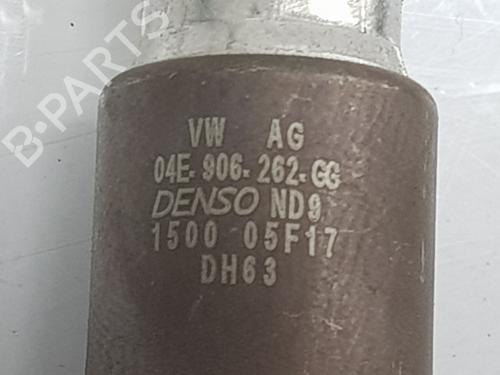 B-PARTS
VW AG
04E-906-262-GG
DENSO ND9
1500 05F17
DH63